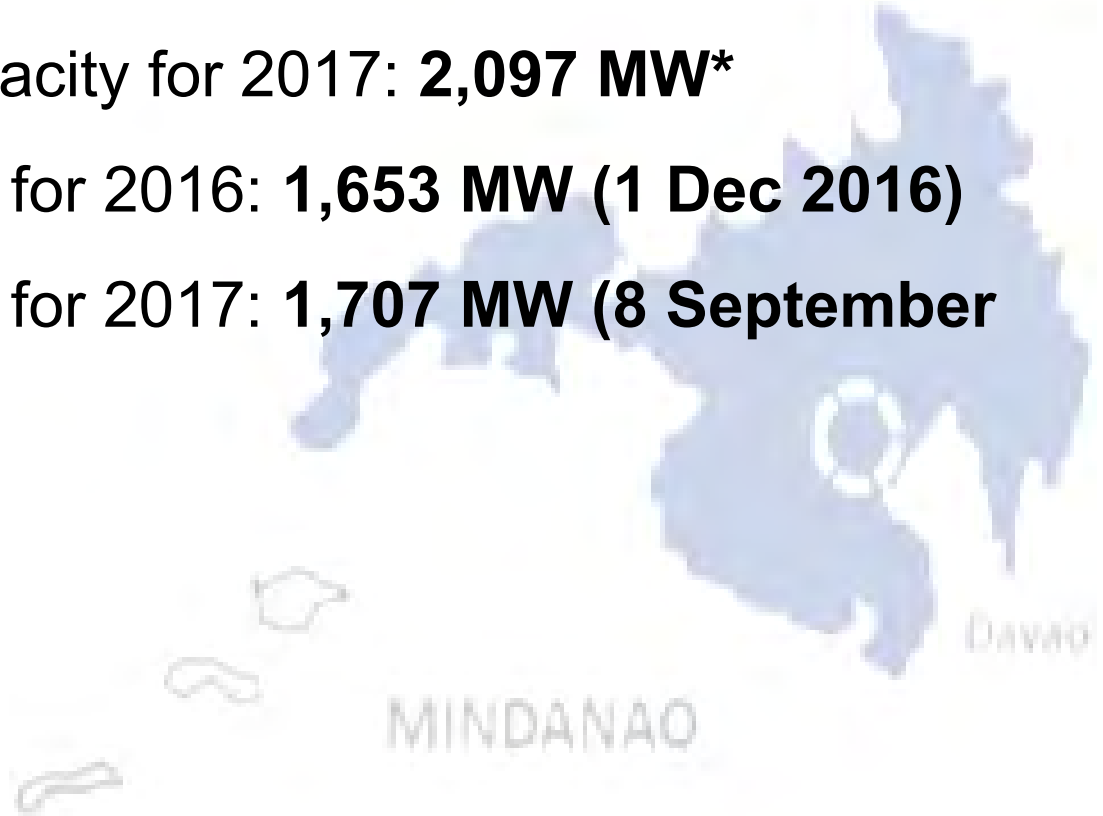 acity for 2017: 2,097 MW*
for 2016: 1,653 MW (1 Dec 2016)
for 2017: 1,707 MW (8 September
Davao
MINDANAO